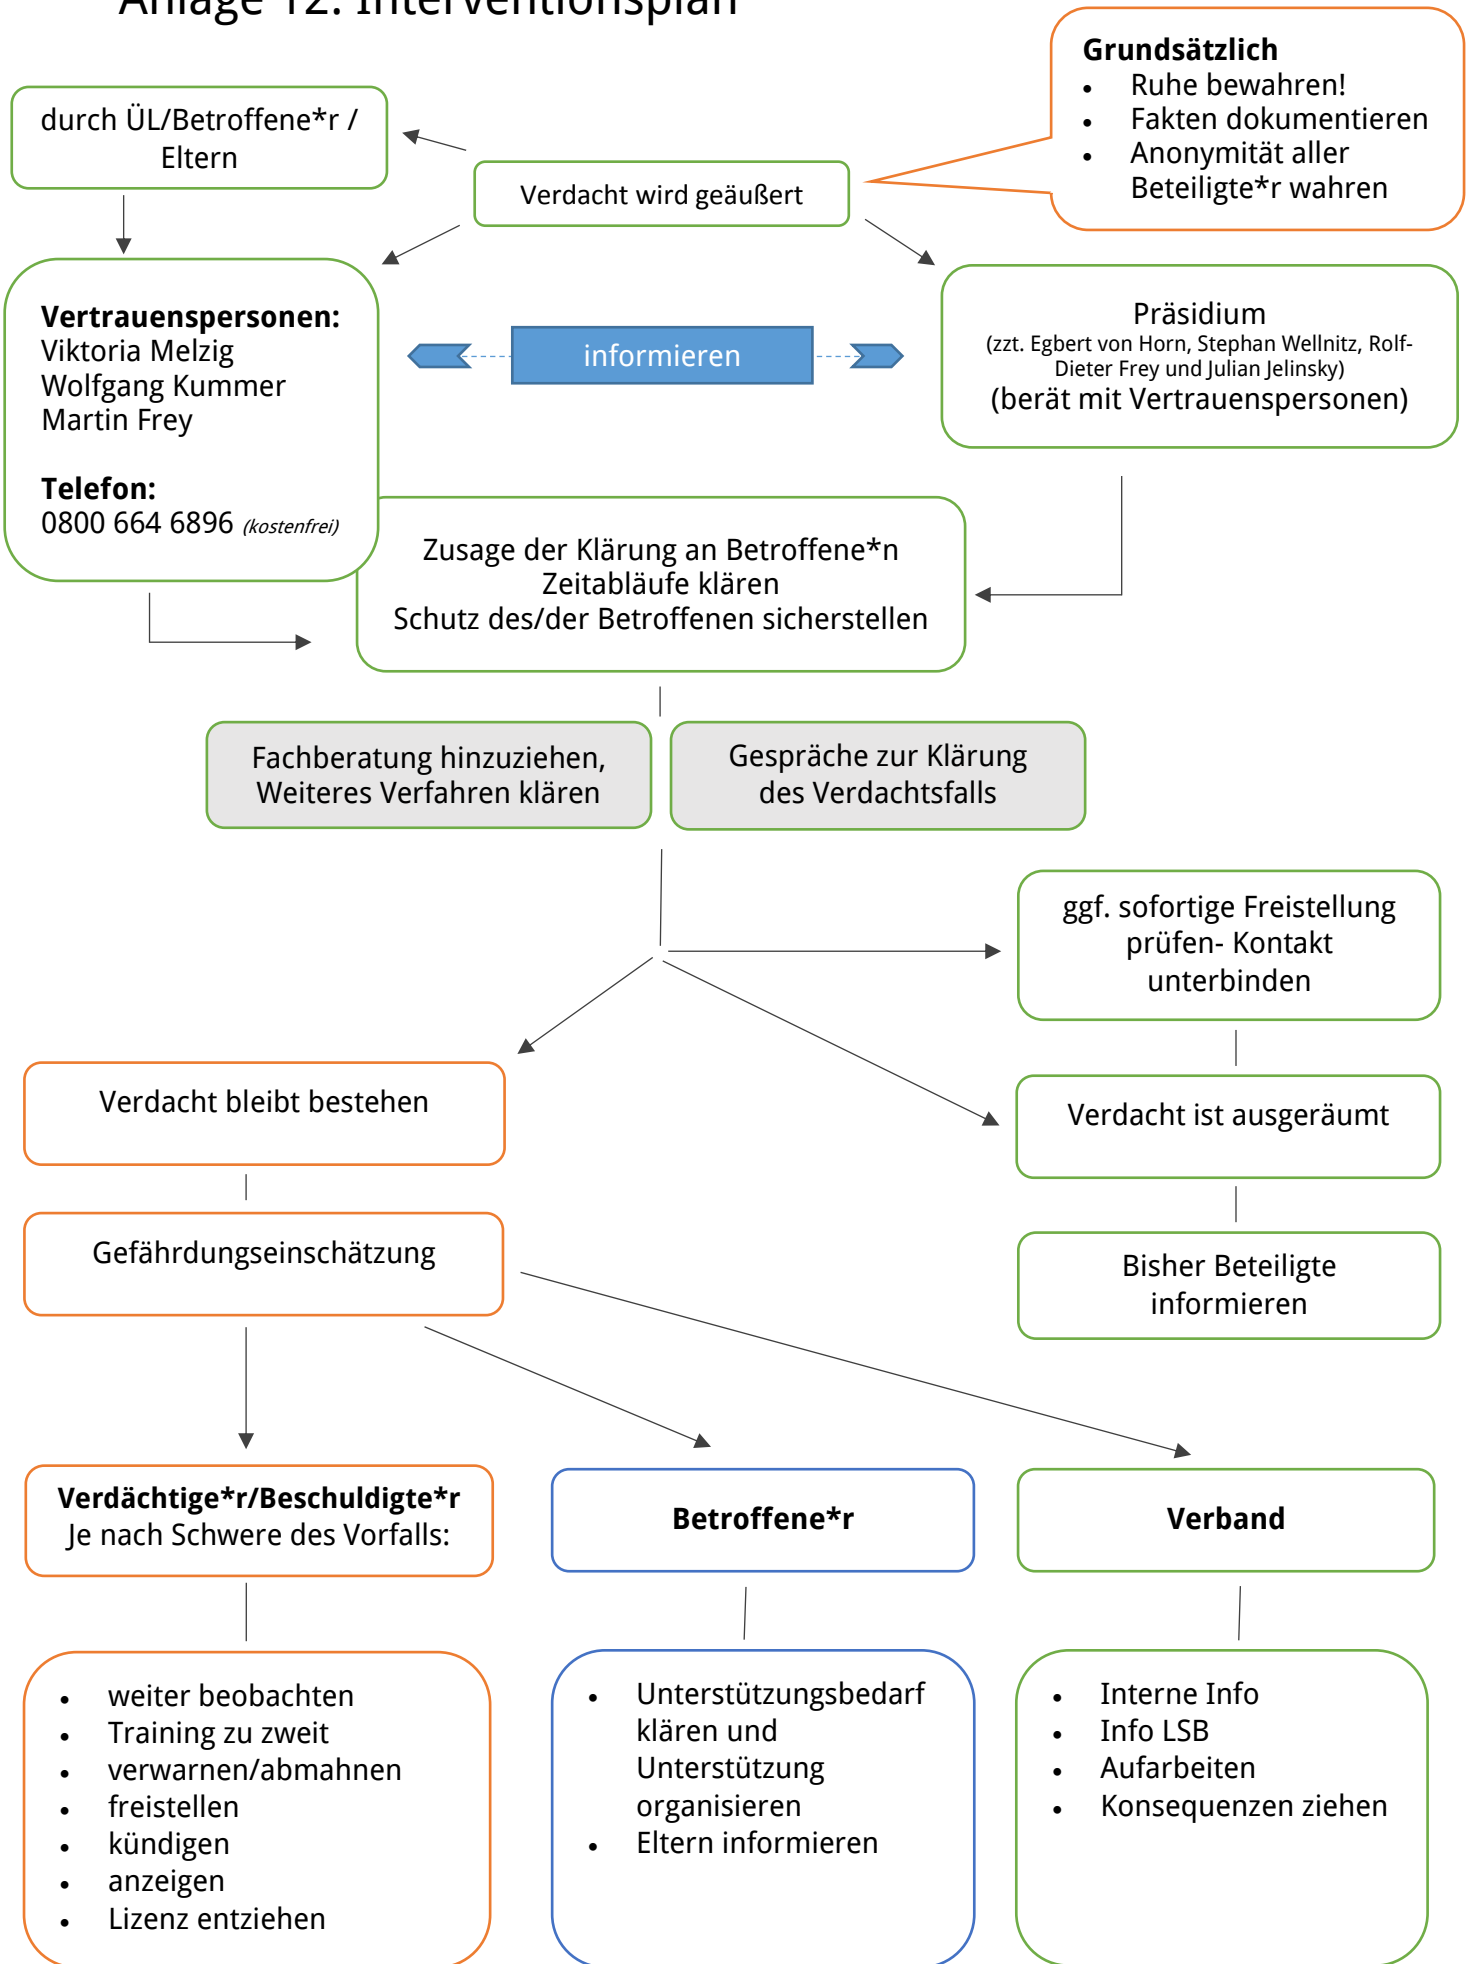 Anlage 12: Interventionsplan
Grundsätzlich
• Ruhe bewahren!
• Fakten dokumentieren
• Anonymität aller
Beteiligte*r wahren
durch ÜL/Betroffene*r /
Eltern
Verdacht wird geäußert
Vertrauenspersonen:
Viktoria Melzig
Wolfgang Kummer
Martin Frey
Telefon:
0800 664 6896 (kostenfrei)
informieren
Präsidium
(zzt. Egbert von Horn, Stephan Wellnitz, Rolf-
Dieter Frey und Julian Jelinsky)
(berät mit Vertrauenspersonen)
Zusage der Klärung an Betroffene*n
Zeitabläufe klären
Schutz des/der Betroffenen sicherstellen
Fachberatung hinzuziehen,
Weiteres Verfahren klären
Gespräche zur Klärung
des Verdachtsfalls
ggf. sofortige Freistellung
prüfen- Kontakt
unterbinden
Verdacht bleibt bestehen
Verdacht ist ausgeräumt
Gefährdungseinschätzung
Bisher Beteiligte
informieren
Verdächtige*r/Beschuldigte*r
Je nach Schwere des Vorfalls:
Betroffene*r
Verband
• weiter beobachten
• Training zu zweit
• verwarnen/abmahnen
• freistellen
• kündigen
• anzeigen
• Lizenz entziehen
• Unterstützungsbedarf
klären und
Unterstützung
organisieren
• Eltern informieren
• Interne Info
• Info LSB
• Aufarbeiten
• Konsequenzen ziehen